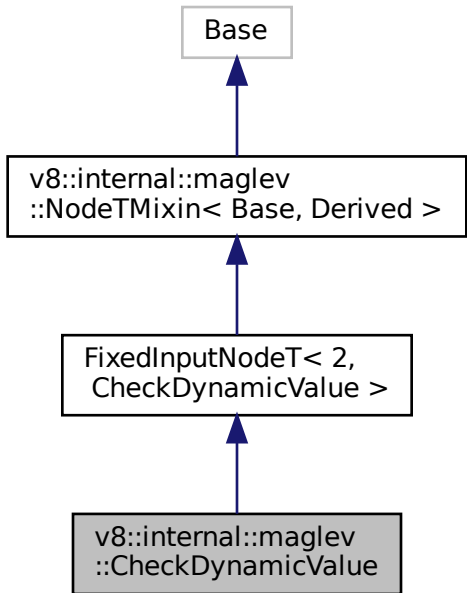 Base
v8::internal::maglev
::NodeTMixin< Base, Derived >
FixedInputNodeT< 2,
CheckDynamicValue >
v8::internal::maglev
::CheckDynamicValue